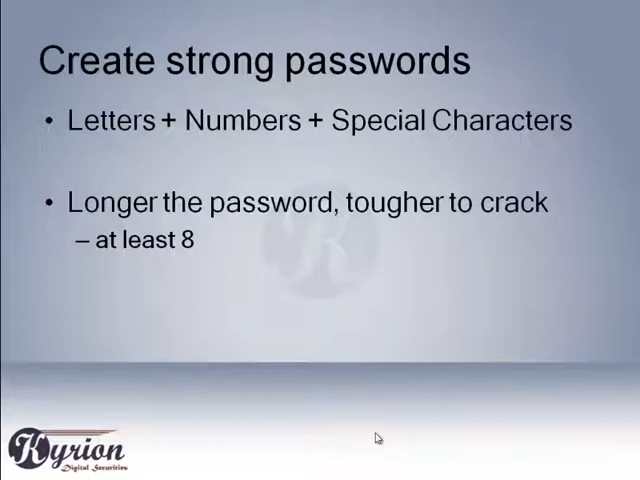 Create strong passwords
• Letters + Numbers + Special Characters
• Longer the password, tougher to crack
– at least 8
Kyrion
Digital Securities